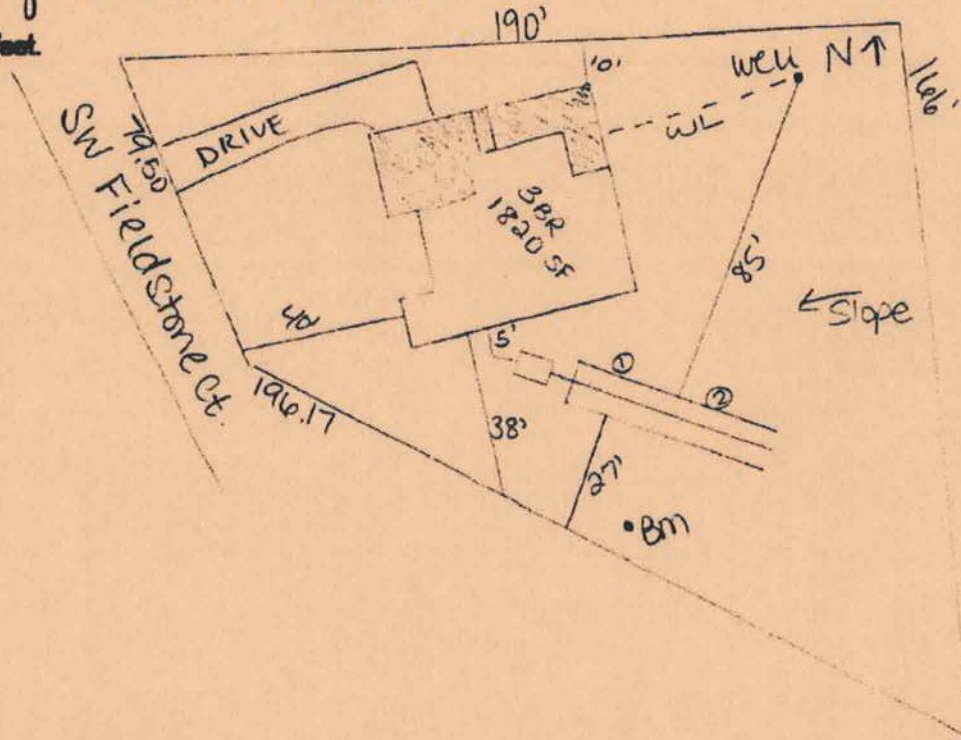 feet.
190'
10'
well N↑
166'
WL
DRIVE
79.50
SW Fieldstone Ct.
3BR
1820 SF
85'
←Slope
40'
5'
①
②
196.17
38'
27'
•BM